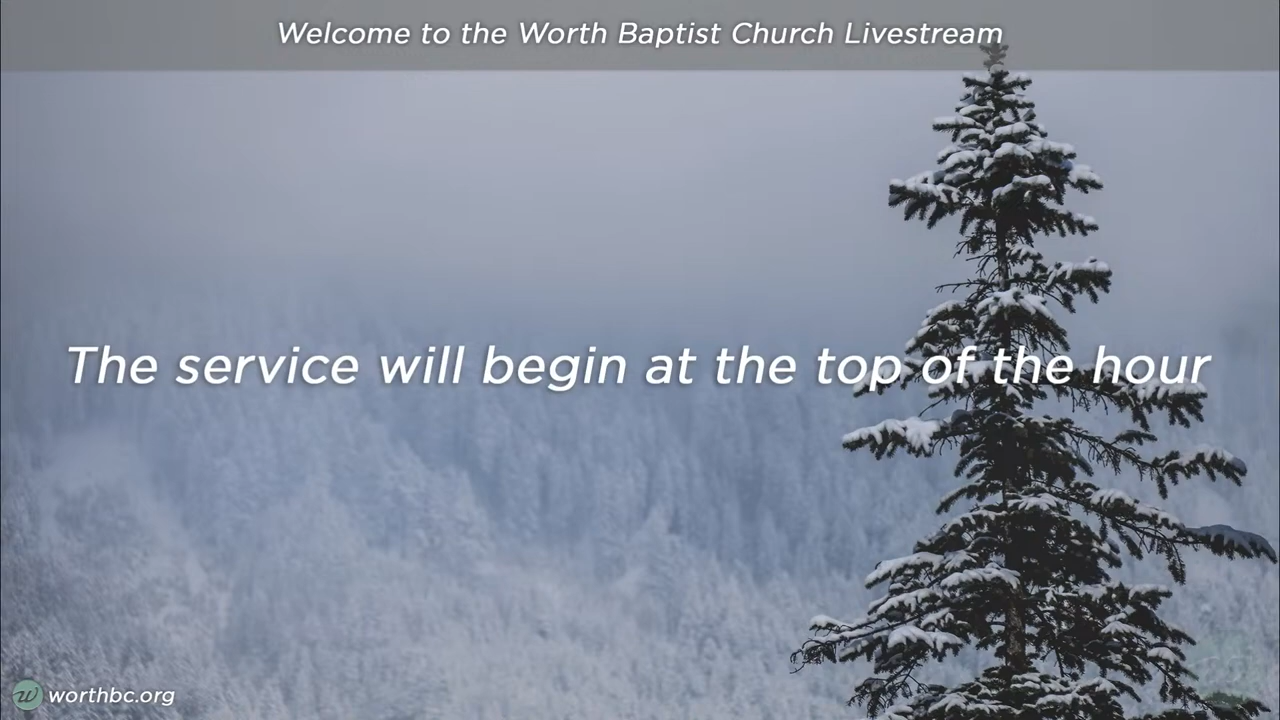 Welcome to the Worth Baptist Church Livestream
The service will begin at the top of the hour
w worthbc.org